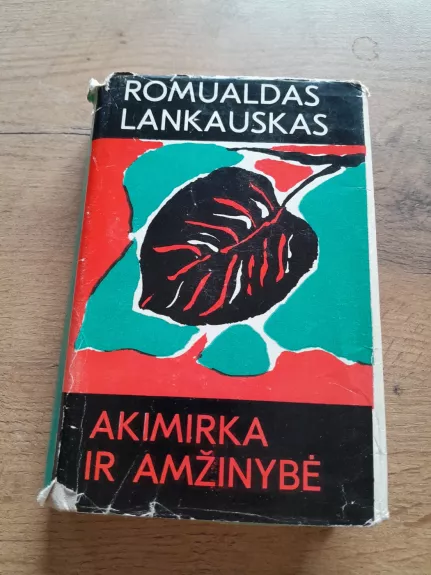 ROMUALDAS
LANKAUSKAS
AKIMIRKA
IR AMŽINYBĖ